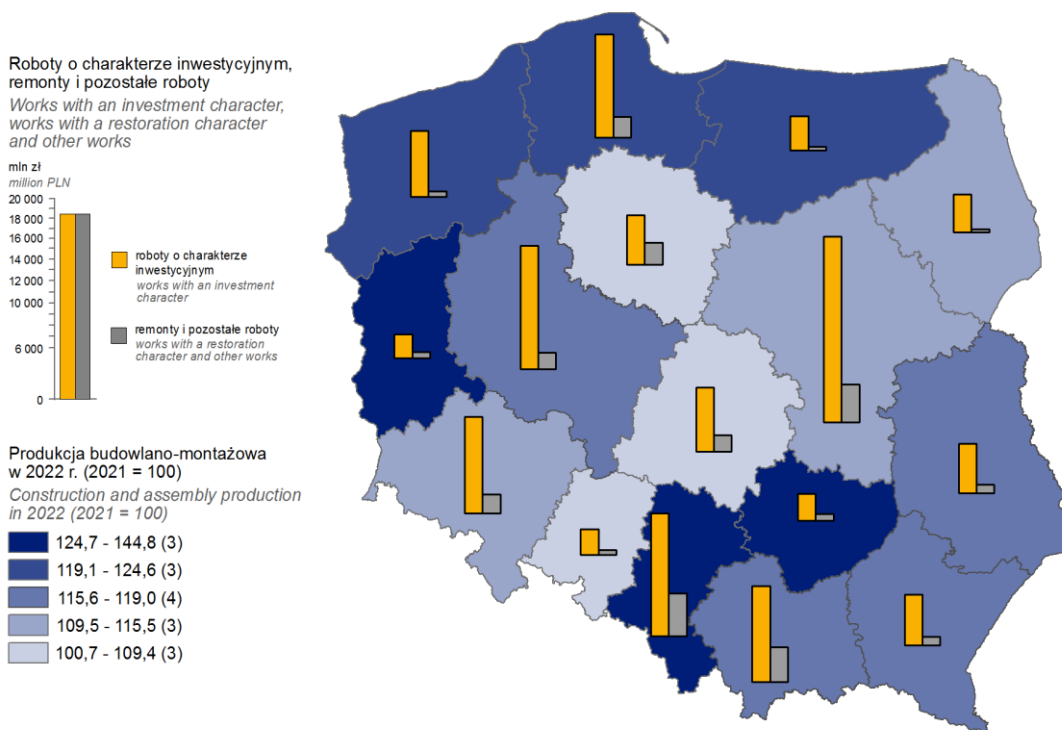 Roboty o charakterze inwestycyjnym,
remonty i pozostałe roboty
Works with an investment character,
works with a restoration character
and other works
mln zł
million PLN
20 000
18 000
16 000
14 000
12 000
10 000
6 000
0
roboty o charakterze
inwestycyjnym
works with an investment
character
remonty i pozostałe roboty
works with a restoration
character and other works
Produkcja budowlano-montażowa
w 2022 r. (2021 = 100)
Construction and assembly production
in 2022 (2021 = 100)
124,7 - 144,8 (3)
119,1 - 124,6 (3)
115,6 - 119,0 (4)
109,5 - 115,5 (3)
100,7 - 109,4 (3)